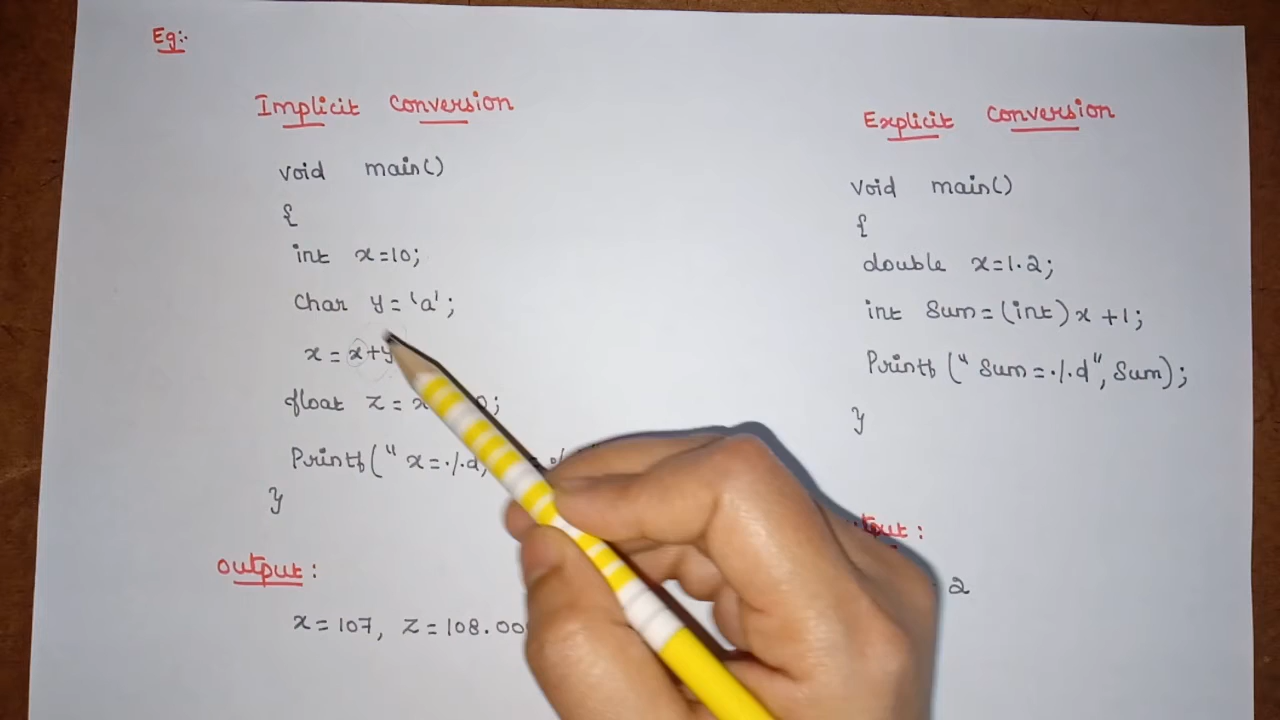 Eg:-
Implicit conversion
void main()
{
int x=10;
Char y='a';
x=x+y
float z=x
Printf("x=%d,
}
output:
x=107, z=108.00
Explicit conversion
void main()
{
double x=1.2;
int Sum=(int)x+1;
Printf("Sum=%d",Sum);
}
2